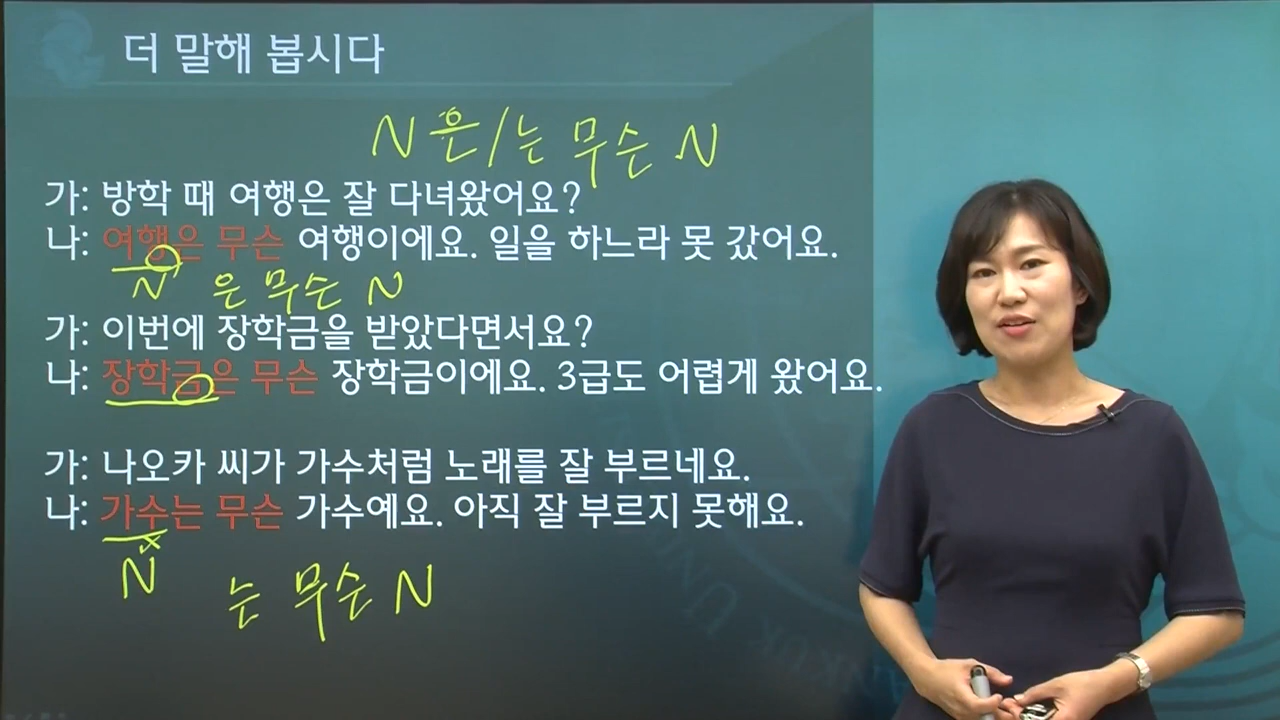 더 말해 봅시다
N 은/는 무슨 N
가: 방학 때 여행은 잘 다녀왔어요?
나: 여행은 무슨 여행이에요. 일을 하느라 못 갔어요.
N 은 무슨 N
가: 이번에 장학금을 받았다면서요?
나: 장학금은 무슨 장학금이에요. 3급도 어렵게 왔어요.
가: 나오카 씨가 가수처럼 노래를 잘 부르네요.
나: 가수는 무슨 가수예요. 아직 잘 부르지 못해요.
x
N 는 무슨 N